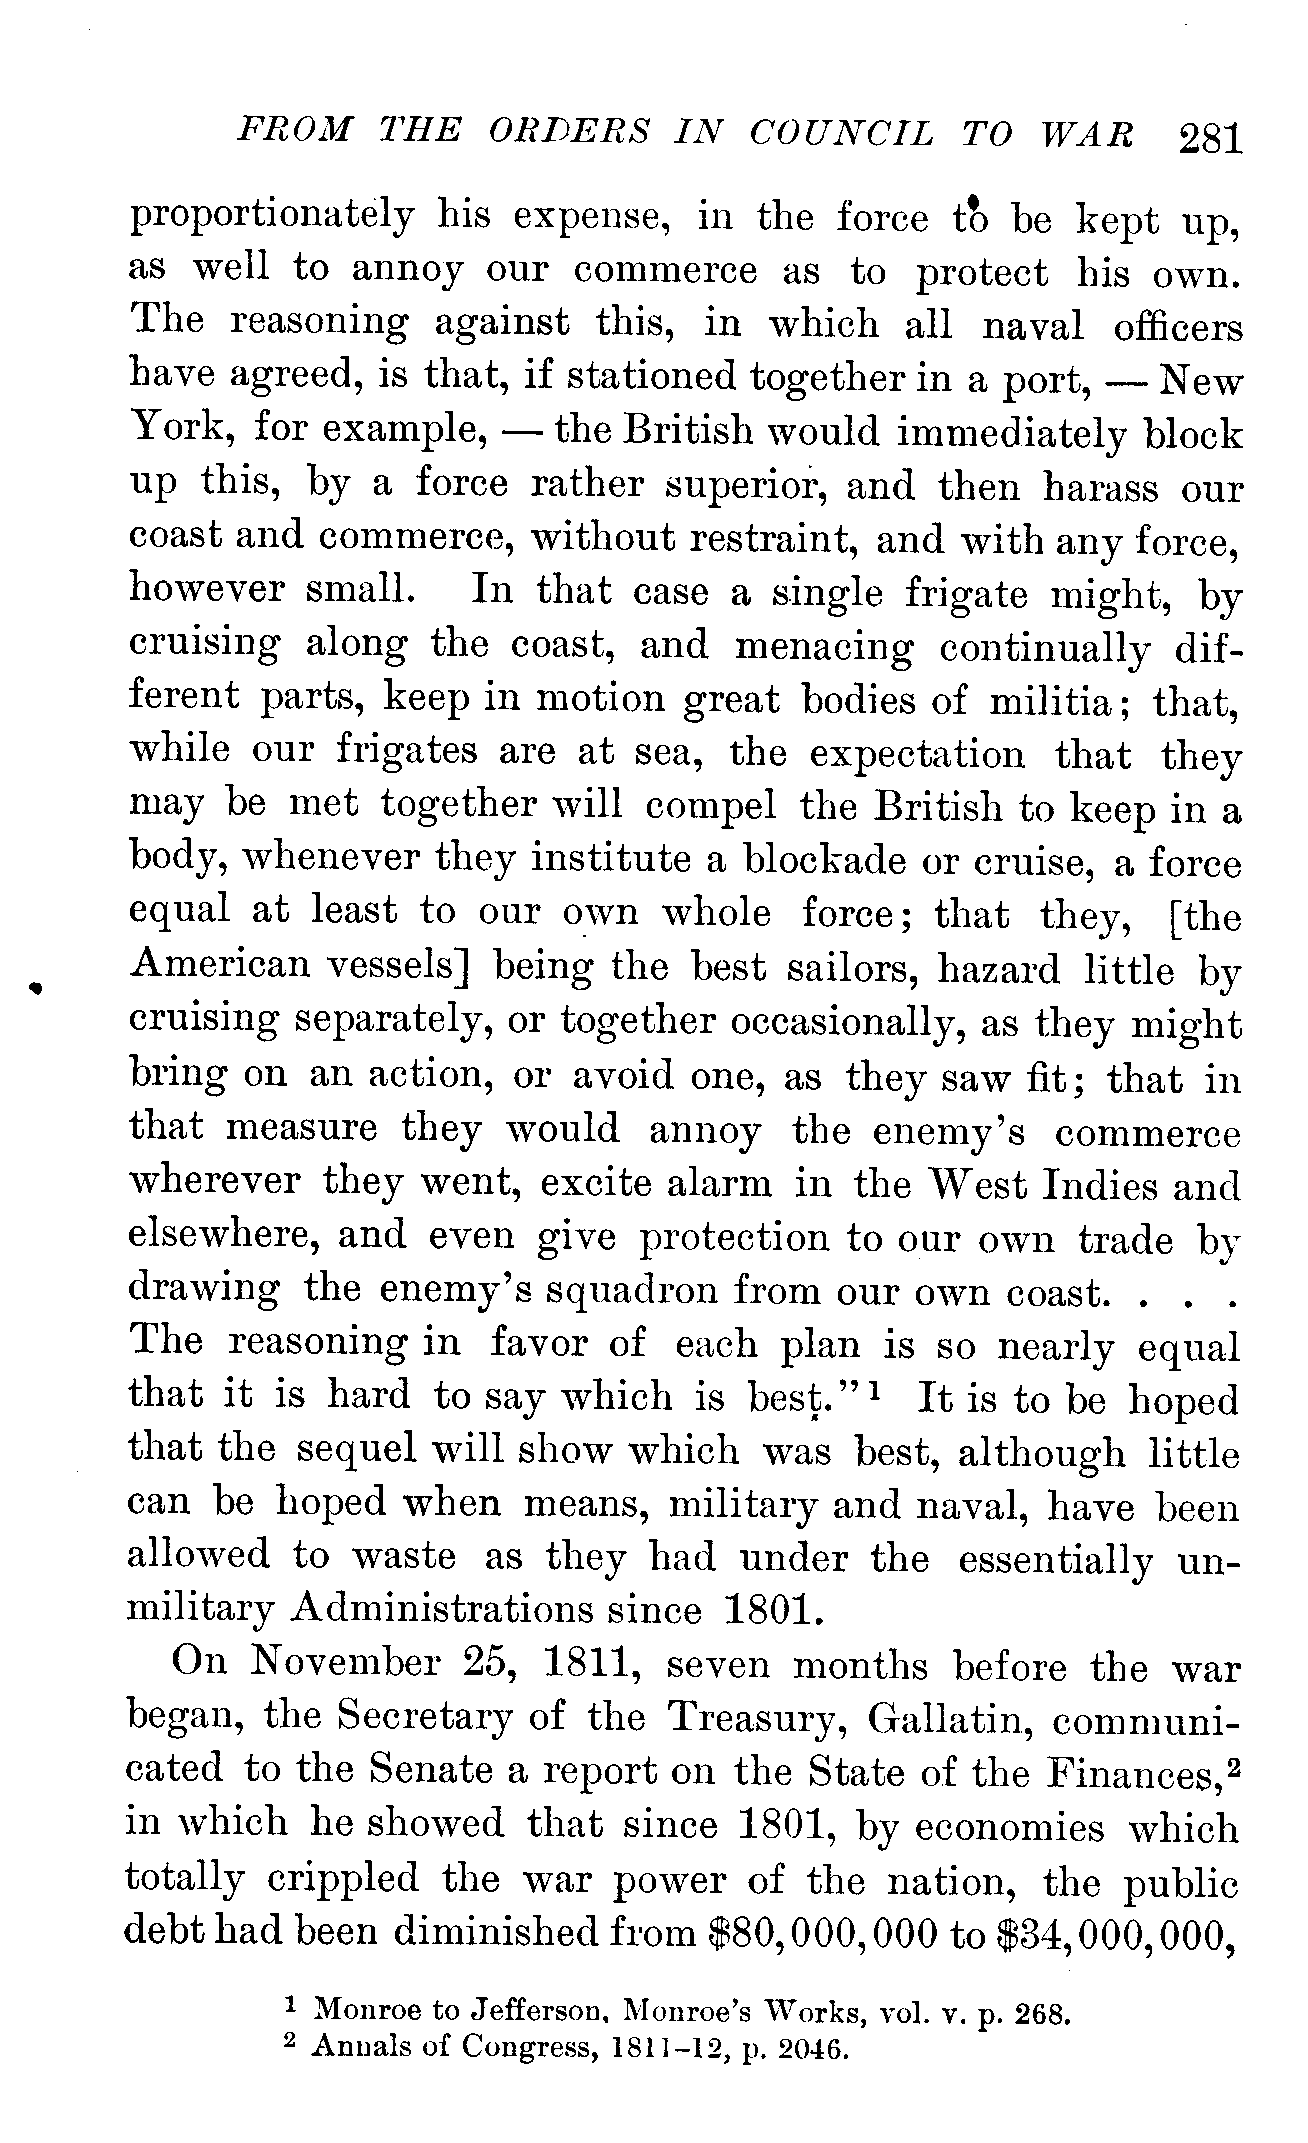 FROM THE ORDERS IN COUNCIL TO WAR 281
proportionately his expense, in the force to be kept up,
as well to annoy our commerce as to protect his own.
The reasoning against this, in which all naval officers
have agreed, is that, if stationed together in a port, — New
York, for example, — the British would immediately block
up this, by a force rather superior, and then harass our
coast and commerce, without restraint, and with any force,
however small. In that case a single frigate might, by
cruising along the coast, and menacing continually dif-
ferent parts, keep in motion great bodies of militia; that,
while our frigates are at sea, the expectation that they
may be met together will compel the British to keep in a
body, whenever they institute a blockade or cruise, a force
equal at least to our own whole force; that they, [the
American vessels] being the best sailors, hazard little by
cruising separately, or together occasionally, as they might
bring on an action, or avoid one, as they saw fit; that in
that measure they would annoy the enemy's commerce
wherever they went, excite alarm in the West Indies and
elsewhere, and even give protection to our own trade by
drawing the enemy's squadron from our own coast. . . .
The reasoning in favor of each plan is so nearly equal
that it is hard to say which is best." ¹ It is to be hoped
that the sequel will show which was best, although little
can be hoped when means, military and naval, have been
allowed to waste as they had under the essentially un-
military Administrations since 1801.
On November 25, 1811, seven months before the war
began, the Secretary of the Treasury, Gallatin, communi-
cated to the Senate a report on the State of the Finances,²
in which he showed that since 1801, by economies which
totally crippled the war power of the nation, the public
debt had been diminished from $80,000,000 to $34,000,000,
¹ Monroe to Jefferson, Monroe's Works, vol. v. p. 268.
² Annals of Congress, 1811–12, p. 2046.